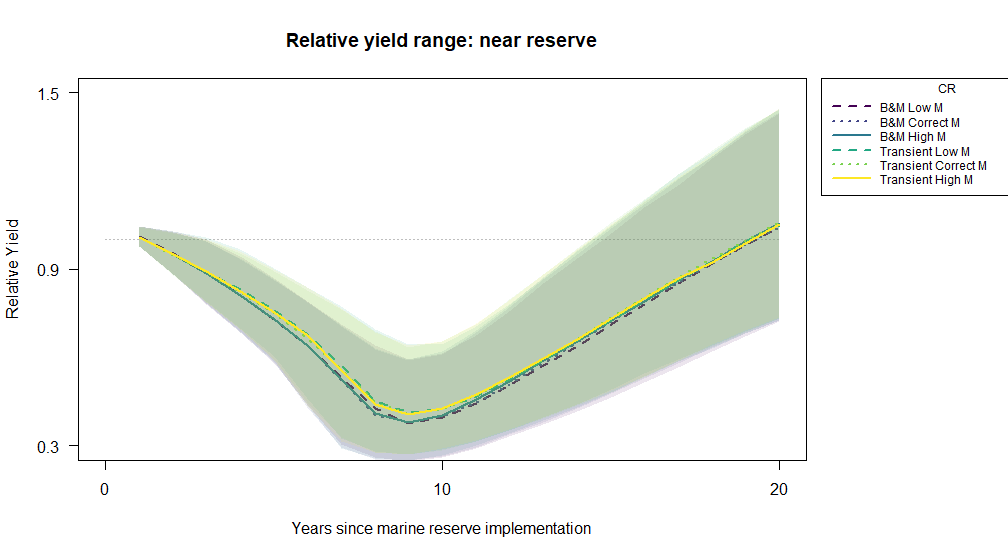 Relative yield range: near reserve
CR
B&M Low M
B&M Correct M
B&M High M
Transient Low M
Transient Correct M
Transient High M
1.5
0.9
0.3
Relative Yield
0
10
20
Years since marine reserve implementation